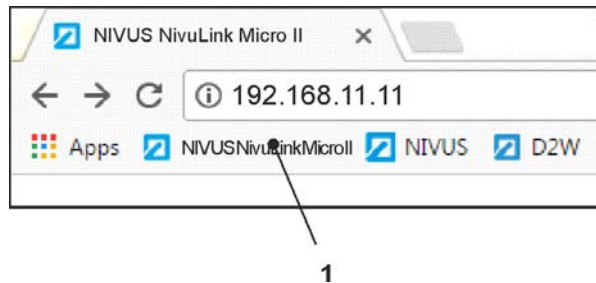 NIVUS NivuLink Micro II
192.168.11.11
Apps NIVUSNivuLinkMicroII NIVUS D2W
1